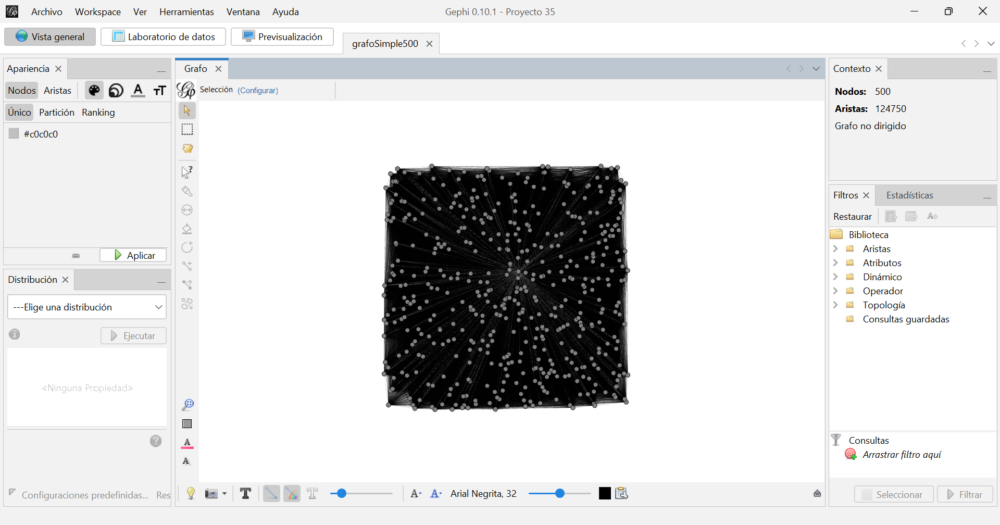 Archivo Workspace Ver Herramientas Ventana Ayuda
Gephi 0.10.1 - Proyecto 35
Vista general
Laboratorio de datos
Previsualización
grafoSimple500
Apariencia
Nodos Aristas
Único Partición Ranking
#c0c0c0
Aplicar
Distribución
---Elige una distribución
Ejecutar
<Ninguna Propiedad>
Configuraciones predefinidas... Res
Grafo
Selección (Configurar)
Arial Negrita, 32
Contexto
Nodos: 500
Aristas: 124750
Grafo no dirigido
Filtros
Estadísticas
Restaurar
Biblioteca
Aristas
Atributos
Dinámico
Operador
Topología
Consultas guardadas
Consultas
Arrastrar filtro aquí
Seleccionar
Filtrar